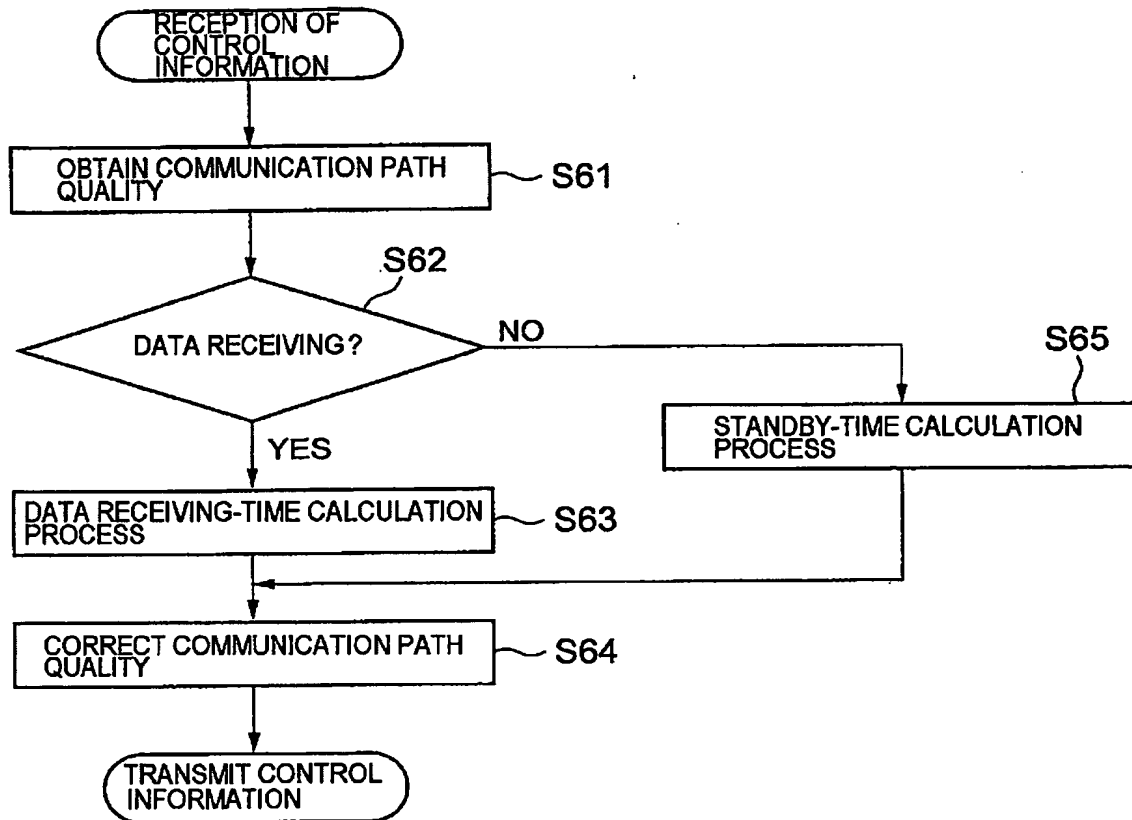 RECEPTION OF
CONTROL
INFORMATION
OBTAIN COMMUNICATION PATH
QUALITY
S61
S62
DATA RECEIVING?
NO
S65
STANDBY-TIME CALCULATION
PROCESS
YES
DATA RECEIVING-TIME CALCULATION
PROCESS
S63
CORRECT COMMUNICATION PATH
QUALITY
S64
TRANSMIT CONTROL
INFORMATION